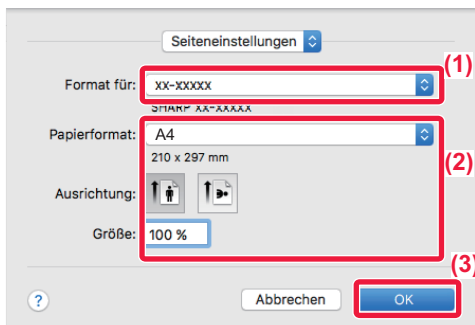 Seiteneinstellungen
(1)
Format für: xx-xxxxx
SHARP xx-xxxxx
Papierformat: A4
210 x 297 mm
(2)
Ausrichtung:
Größe: 100 %
(3)
? Abbrechen OK